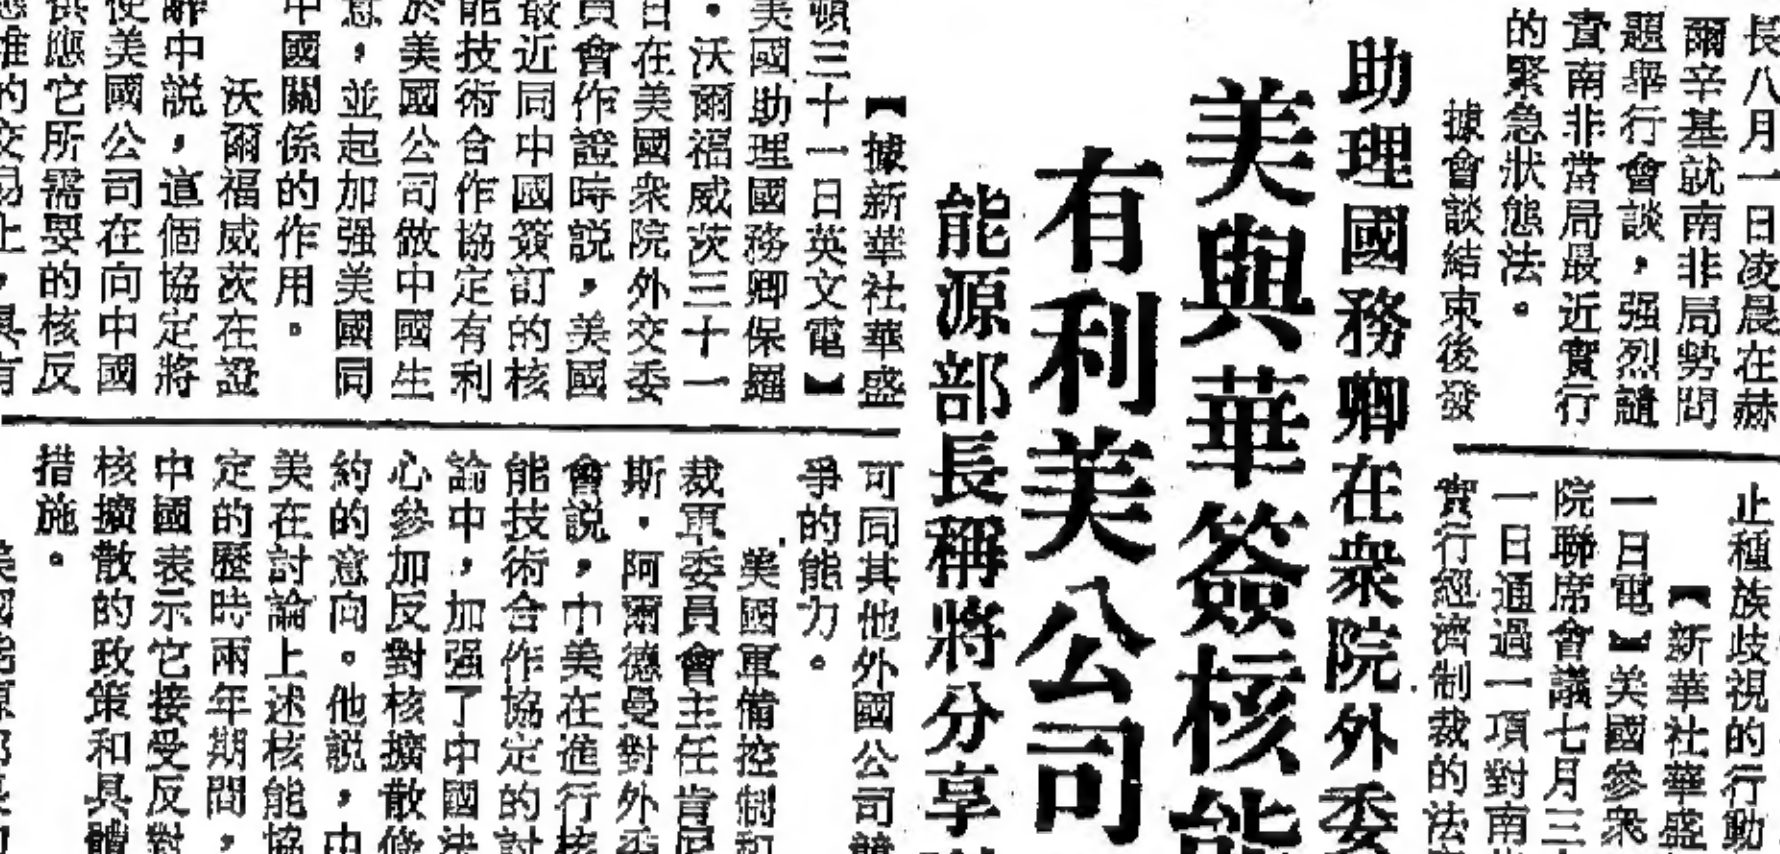 長八月一日凌晨在赫
爾辛基就南非局勢問
題舉行會談，强烈譴
責南非當局最近實行
的緊急狀態法。
據會談結束後發
止種族歧視的行動
【新華社華盛
一日電】美國參衆
院聯席會議七月三
一日通過一項對南
實行經濟制裁的法
助理國務卿在衆院外委
美與華簽核能
有利美公司
能源部長稱將分享
【據新華社華盛
頓三十一日英文電】
美國助理國務卿保羅
·沃爾福威茨三十一
日在美國衆院外交委
員會作證時説，美國
最近同中國簽訂的核
能技術合作協定有利
於美國公司做中國生
意，並起加强美國同
中國關係的作用。
沃爾福威茨在證
辭中説，這個協定將
使美國公司在向中國
供應它所需要的核反
應堆的交易上，具有
可同其他外國公司競
爭的能力。
美國軍備控制和
裁軍委員會主任肯尼
斯·阿爾德曼對外委
會説，中美在進行核
能技術合作協定的討
論中，加强了中國決
心參加反對核擴散條
約的意向。他説，中
美在討論上述核能協
定的歷時兩年期間，
中國表示它接受反對
核擴散的政策和具體
措施。
美國能源部長